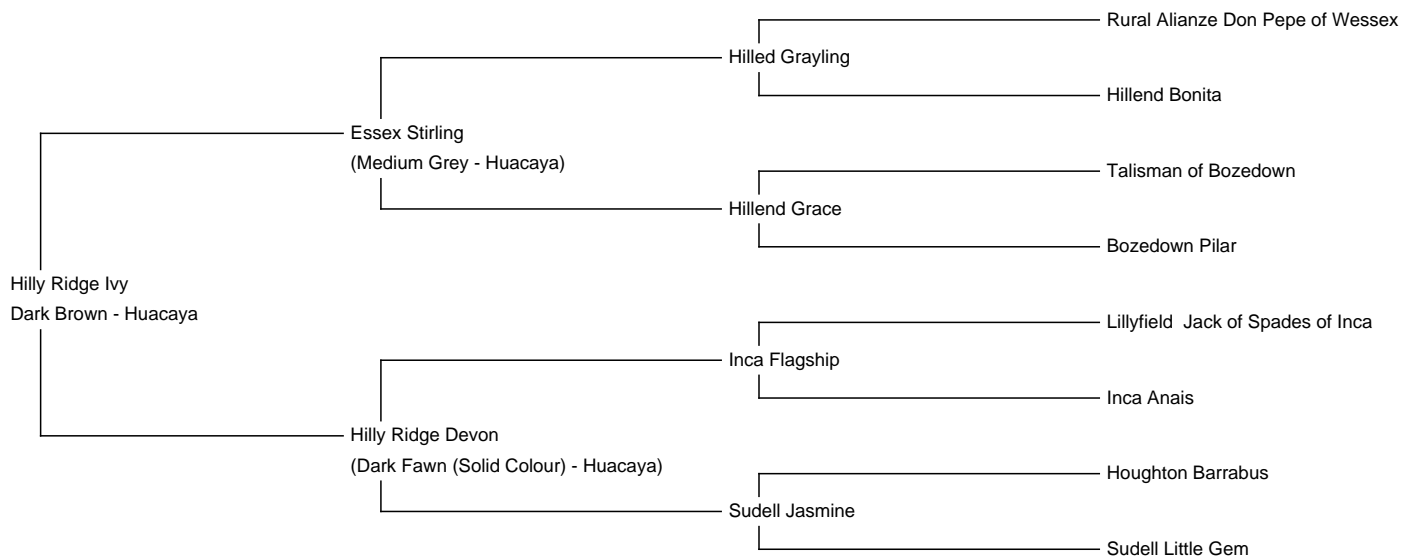 Rural Alianze Don Pepe of Wessex
Hilled Grayling
Hillend Bonita
Essex Stirling
(Medium Grey - Huacaya)
Talisman of Bozedown
Hillend Grace
Bozedown Pilar
Hilly Ridge Ivy
Dark Brown - Huacaya
Lillyfield  Jack of Spades of Inca
Inca Flagship
Inca Anais
Hilly Ridge Devon
(Dark Fawn (Solid Colour) - Huacaya)
Houghton Barrabus
Sudell Jasmine
Sudell Little Gem